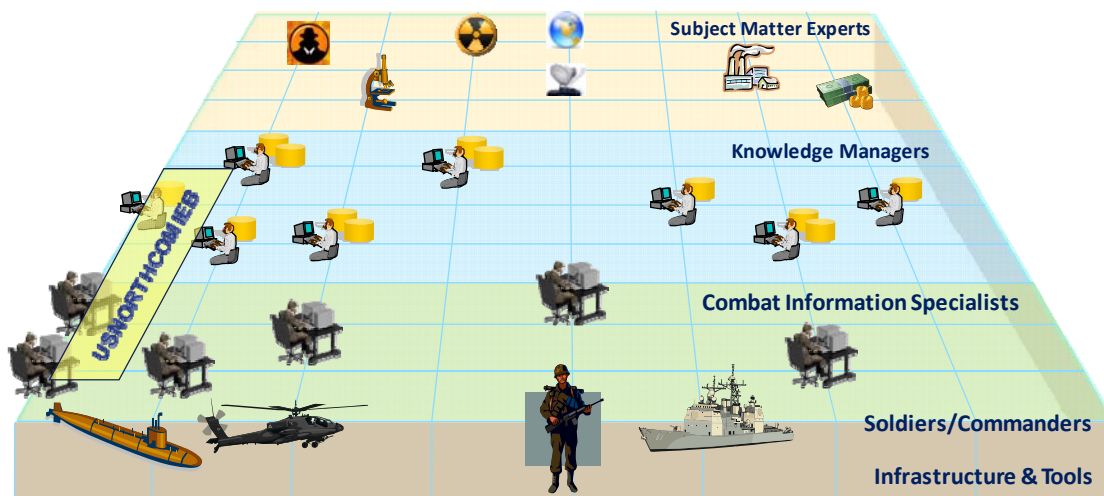 Subject Matter Experts
Knowledge Managers
USNORTHCOM IEB
Combat Information Specialists
Soldiers/Commanders
Infrastructure & Tools